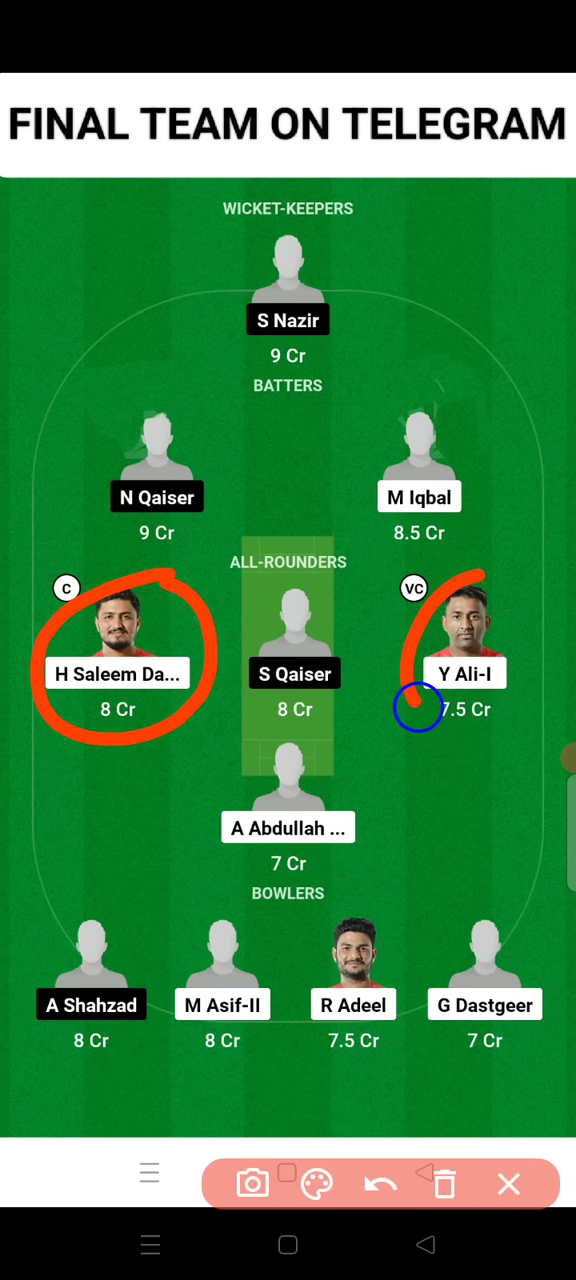 FINAL TEAM ON TELEGRAM
WICKET-KEEPERS
S Nazir
9 Cr
BATTERS
N Qaiser
M Iqbal
9 Cr
8.5 Cr
ALL-ROUNDERS
C
VC
H Saleem Da...
S Qaiser
Y Ali-I
8 Cr
8 Cr
7.5 Cr
A Abdullah ...
7 Cr
BOWLERS
A Shahzad
M Asif-II
R Adeel
G Dastgeer
8 Cr
8 Cr
7.5 Cr
7 Cr